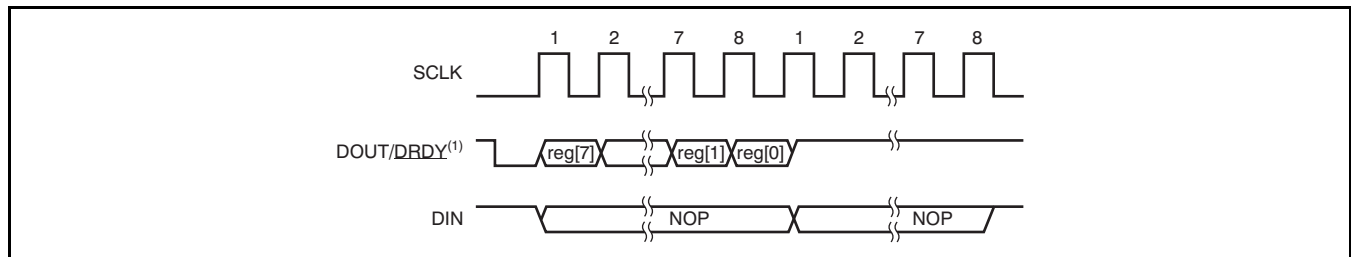 1 2 7 8 1 2 7 8
SCLK
DOUT/DRDY(1) reg[7] reg[1] reg[0]
DIN NOP NOP